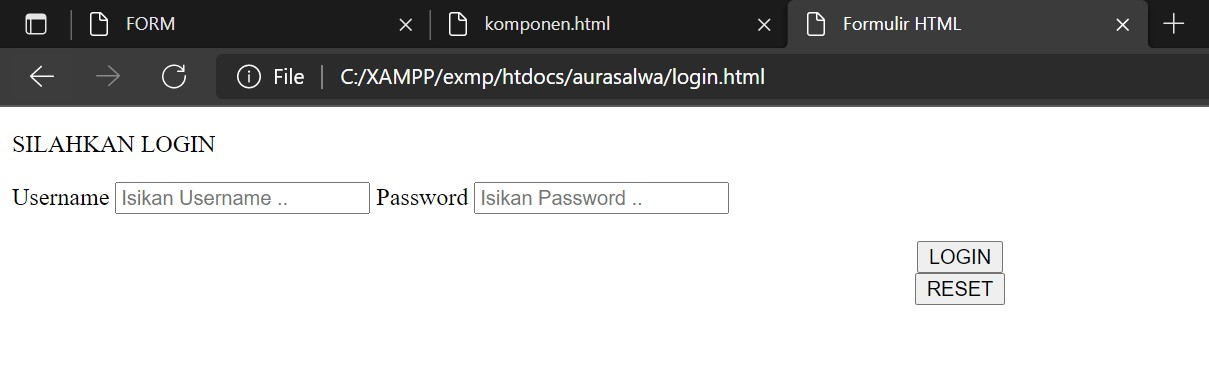 FORM
komponen.html
Formulir HTML
File
C:/XAMPP/exmp/htdocs/aurasalwa/login.html
SILAHKAN LOGIN
Username Isikan Username .. Password Isikan Password ..
LOGIN
RESET